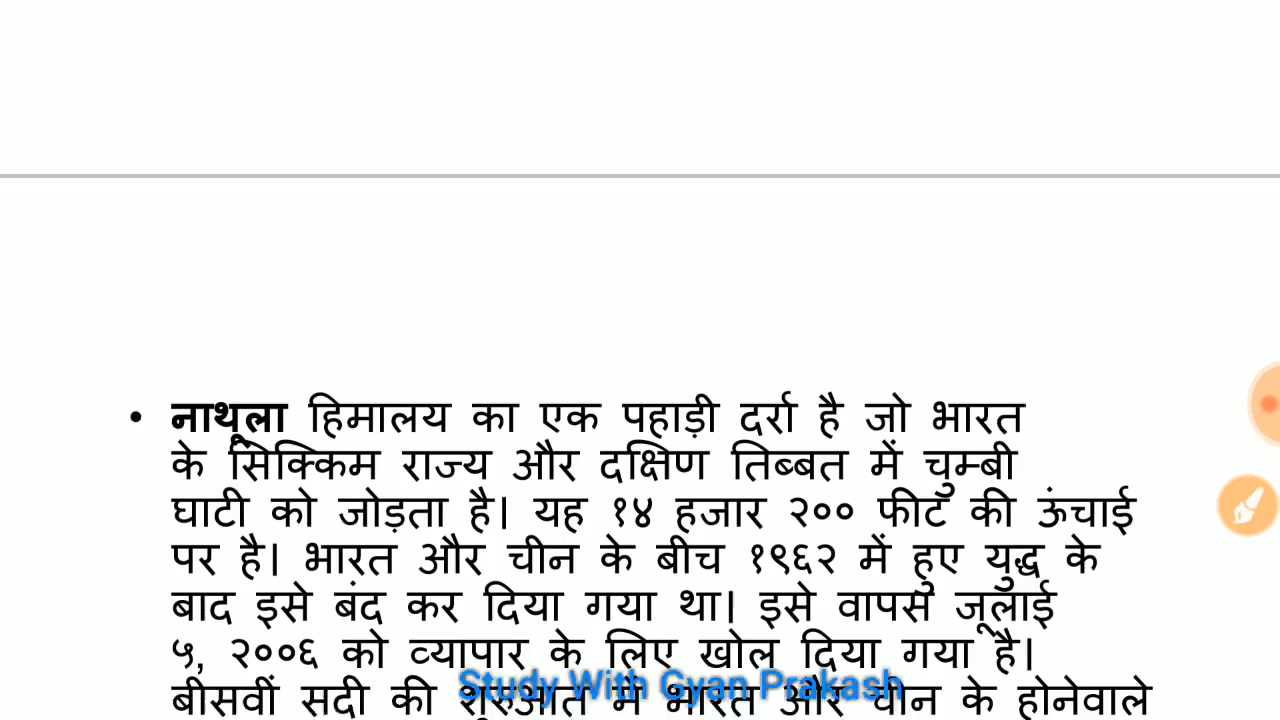 • नाथूला हिमालय का एक पहाड़ी दर्रा है जो भारत
के सिक्किम राज्य और दक्षिण तिब्बत में चुम्बी
घाटी को जोड़ता है। यह १४ हजार २०० फीट की ऊंचाई
पर है। भारत और चीन के बीच १९६२ में हुए युद्ध के
बाद इसे बंद कर दिया गया था। इसे वापस जूलाई
५, २००६ को व्यापार के लिए खोल दिया गया है।
बीसवीं सदी की शुरुआत में भारत और चीन के होनेवाले
Study With Gyan Prakash